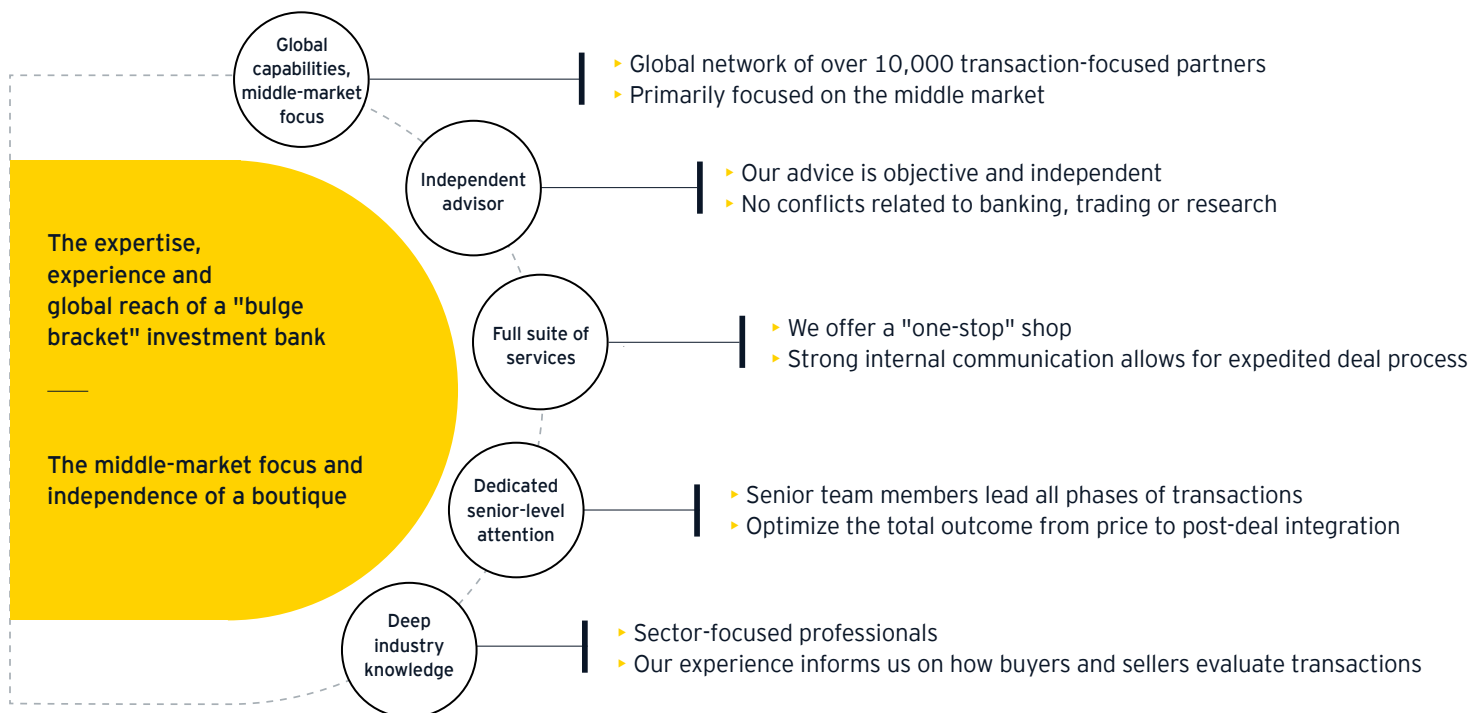 Global
capabilities,
middle-market
focus
▸ Global network of over 10,000 transaction-focused partners
▸ Primarily focused on the middle market
Independent
advisor
▸ Our advice is objective and independent
▸ No conflicts related to banking, trading or research
The expertise,
experience and
global reach of a "bulge
bracket" investment bank
The middle-market focus and
independence of a boutique
Full suite of
services
▸ We offer a "one-stop" shop
▸ Strong internal communication allows for expedited deal process
Dedicated
senior-level
attention
▸ Senior team members lead all phases of transactions
▸ Optimize the total outcome from price to post-deal integration
Deep
industry
knowledge
▸ Sector-focused professionals
▸ Our experience informs us on how buyers and sellers evaluate transactions